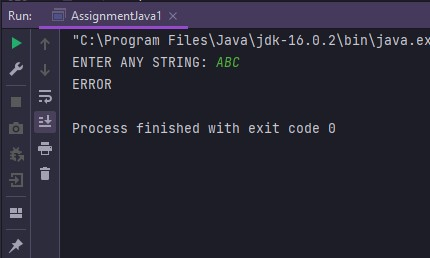 Run: AssignmentJava1
"C:\Program Files\Java\jdk-16.0.2\bin\java.ex
ENTER ANY STRING: ABC
ERROR
Process finished with exit code 0